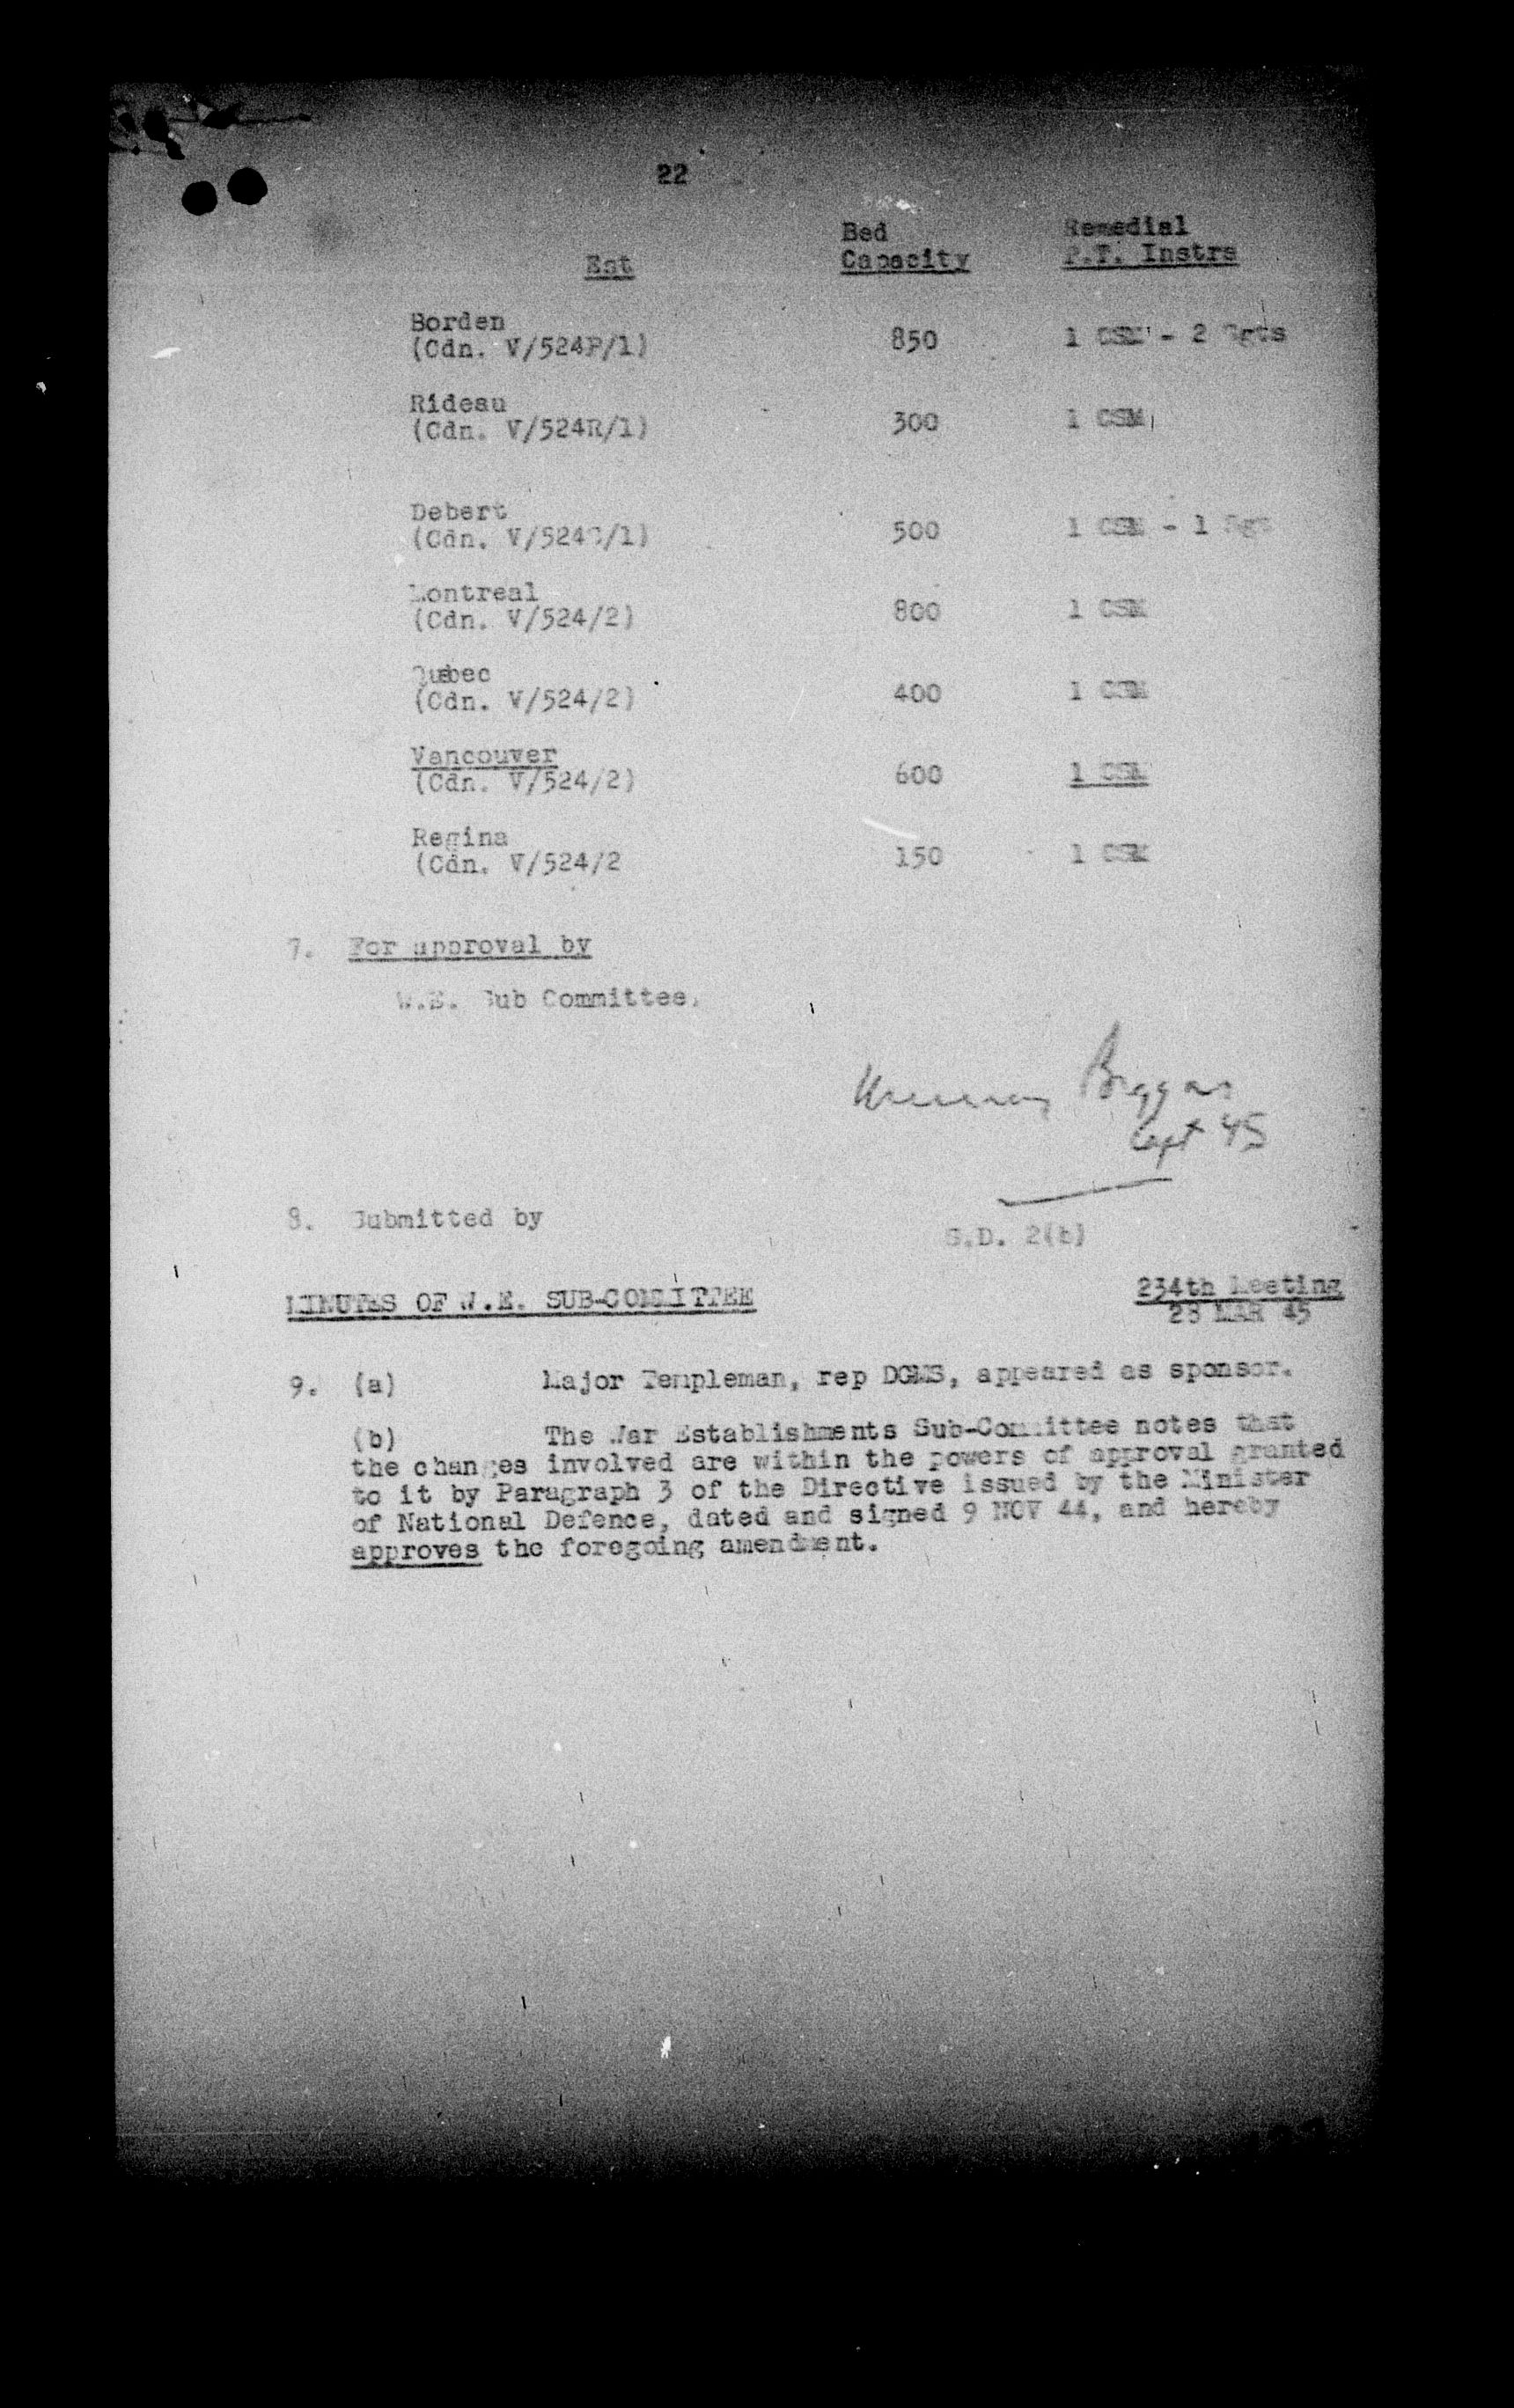 22
Bed Remedial
Est Capacity P.T. Instrs
Borden
(Cdn. V/524P/1) 850 1 CSM - 2 Sgts
Rideau
(Cdn. V/524R/1) 300 1 CSM
Debert
(Cdn. 500 1 CSM - 1 Sgt
Montreal
(Cdn. V/524/2) 800 1 CSM
Quebec
(Cdn. V/524/2) 400 1 CSM
Vancouver
(Cdn. V/524/2) 600 1 CSM
Regina
(Cdn. V/524/2 150 1 CSM
7. For approval by
W.E. Sub Committee.
Capt 45
8. Submitted by
S.D. 2(b)
MINUTES OF W.E. SUB-COMMITTEE 234th Meeting
28 MAR 45
9. (a) Major Templeman, rep DGMS, appeared as sponsor.
(b) The War Establishments Sub-Committee notes that
the changes involved are within the powers of approval granted
to it by Paragraph 3 of the Directive issued by the Minister
of National Defence, dated and signed 9 NOV 44, and hereby
approves the foregoing amendment.